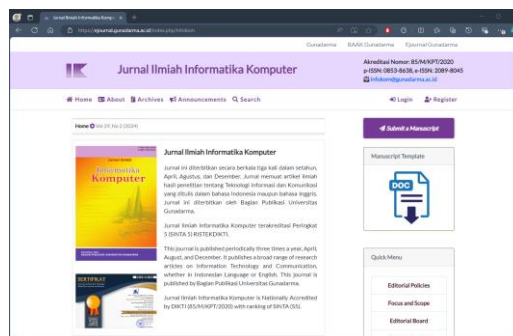 Jurnal Ilmiah Informatika Komp
https://ejournal.gunadarma.ac.id/index.php/infokom
Gunadarma BAAK Gunadarma Ejournal Gunadarma
Jurnal Ilmiah Informatika Komputer
Akreditasi Nomor: 85/M/KPT/2020
p-ISSN: 0853-8638, e-ISSN: 2089-8045
infokom@gunadarma.ac.id
Home About Archives Announcements Search Login Register
Home Vol 29, No 2 (2024)
Submit a Manuscript
Informatika
Komputer
Jurnal Ilmiah Informatika Komputer
Jurnal ini diterbitkan secara berkala tiga kali dalam setahun,
April, Agustus, dan Desember. Jurnal memuat artikel ilmiah
hasil penelitian tentang Teknologi Informasi dan Komunikasi
yang ditulis dalam bahasa Indonesia maupun bahasa Inggris.
Jurnal ini diterbitkan oleh Bagian Publikasi Universitas
Gunadarma.
Jurnal Ilmiah Informatika Komputer terakreditasi Peringkat
5 (SINTA 5) RISTEKDIKTI.
This journal is published periodically three times a year, April,
August, and December. It publishes a broad range of research
articles on Information Technology and Communication,
whether in Indonesian Language or English. This journal is
published by Bagian Publikasi Universitas Gunadarma.
Jurnal Ilmiah Informatika Komputer is Nationally Accredited
by DIKTI (85/M/KPT/2020) with ranking of SINTA (S5).
SERTIFIKAT
Manuscript Template
DOC
Quick Menu
Editorial Policies
Focus and Scope
Editorial Board